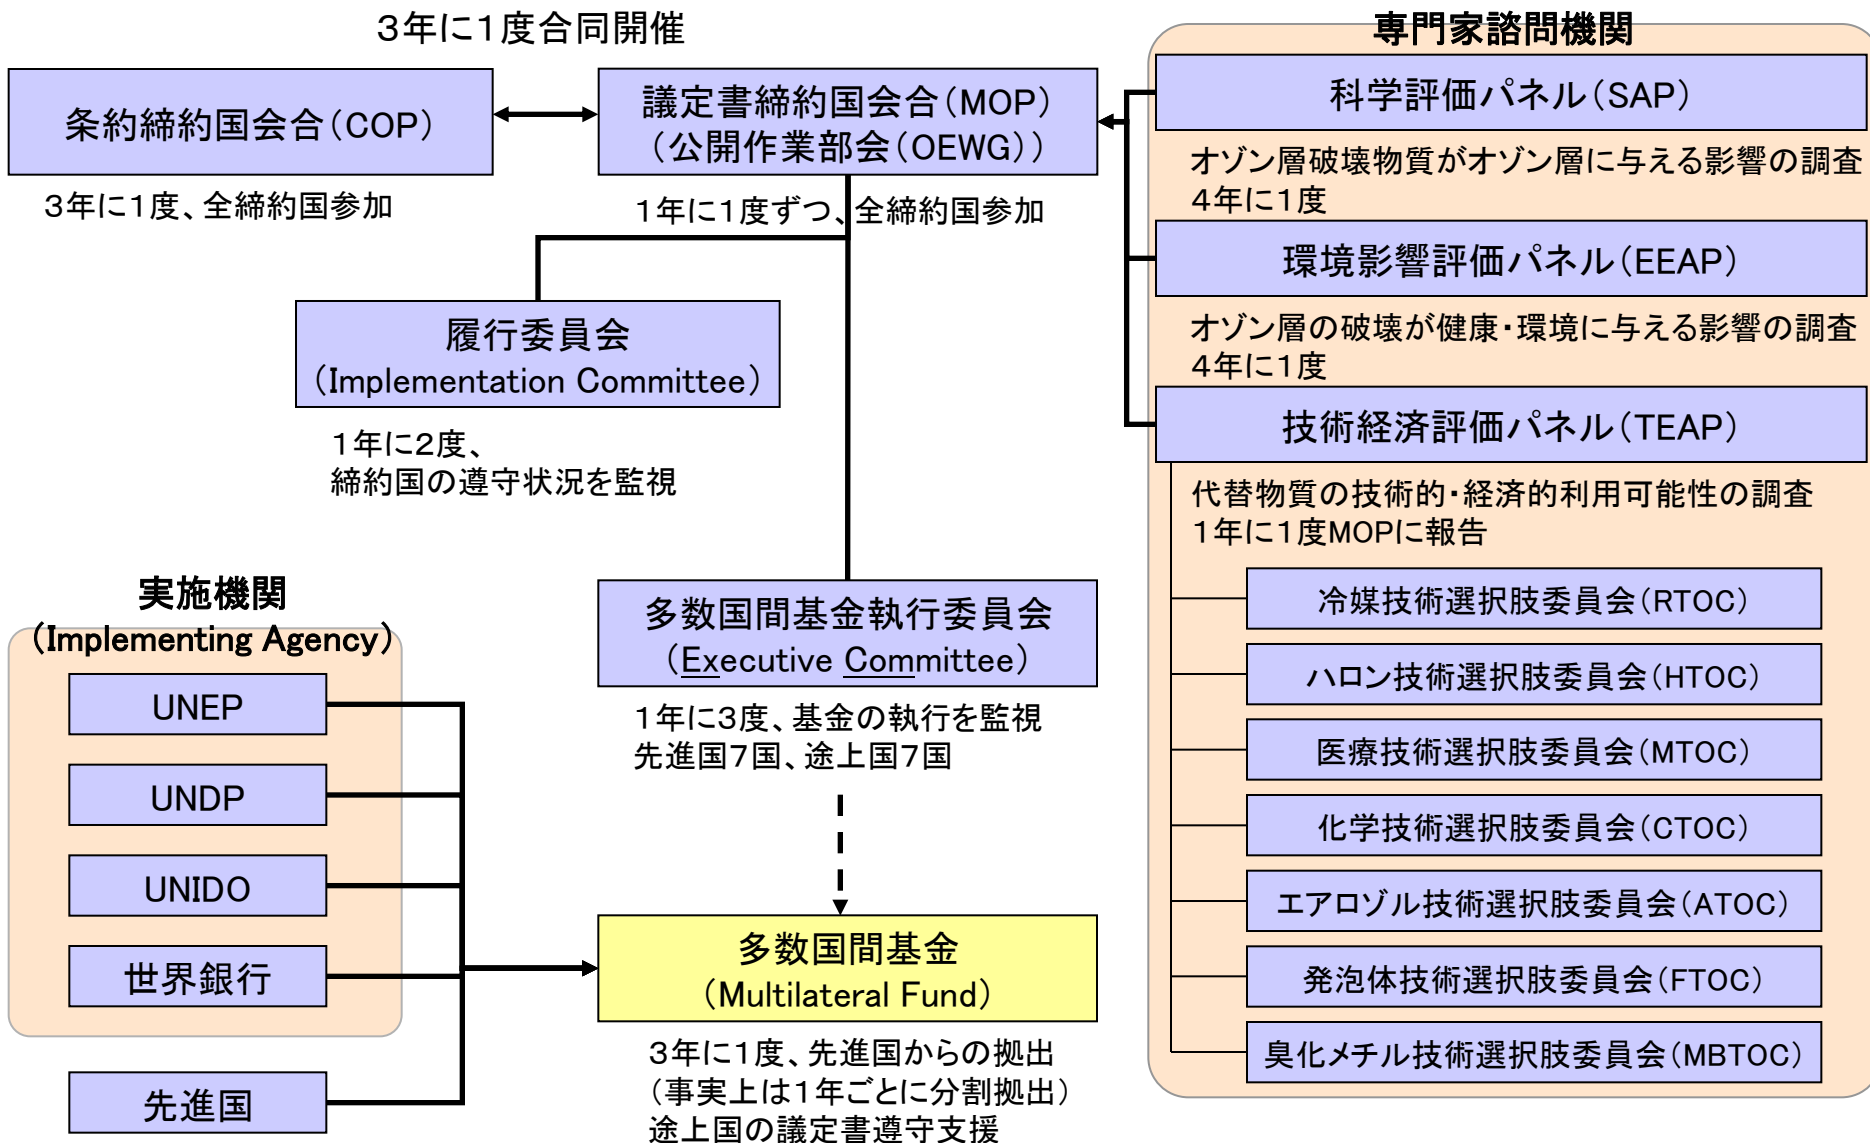 3年に1度合同開催
条約締約国会合(COP)
3年に1度、全締約国参加
議定書締約国会合(MOP)
(公開作業部会(OEWG))
1年に1度ずつ、全締約国参加
履行委員会
(Implementation Committee)
1年に2度、
締約国の遵守状況を監視
多数国間基金執行委員会
(Executive Committee)
1年に3度、基金の執行を監視
先進国7国、途上国7国
実施機関
(Implementing Agency)
UNEP
UNDP
UNIDO
世界銀行
先進国
多数国間基金
(Multilateral Fund)
3年に1度、先進国からの拠出
(事実上は1年ごとに分割拠出)
途上国の議定書遵守支援
専門家諮問機関
科学評価パネル(SAP)
オゾン層破壊物質がオゾン層に与える影響の調査
4年に1度
環境影響評価パネル(EEAP)
オゾン層の破壊が健康・環境に与える影響の調査
4年に1度
技術経済評価パネル(TEAP)
代替物質の技術的・経済的利用可能性の調査
1年に1度MOPに報告
冷媒技術選択肢委員会(RTOC)
ハロン技術選択肢委員会(HTOC)
医療技術選択肢委員会(MTOC)
化学技術選択肢委員会(CTOC)
エアロゾル技術選択肢委員会(ATOC)
発泡体技術選択肢委員会(FTOC)
臭化メチル技術選択肢委員会(MBTOC)